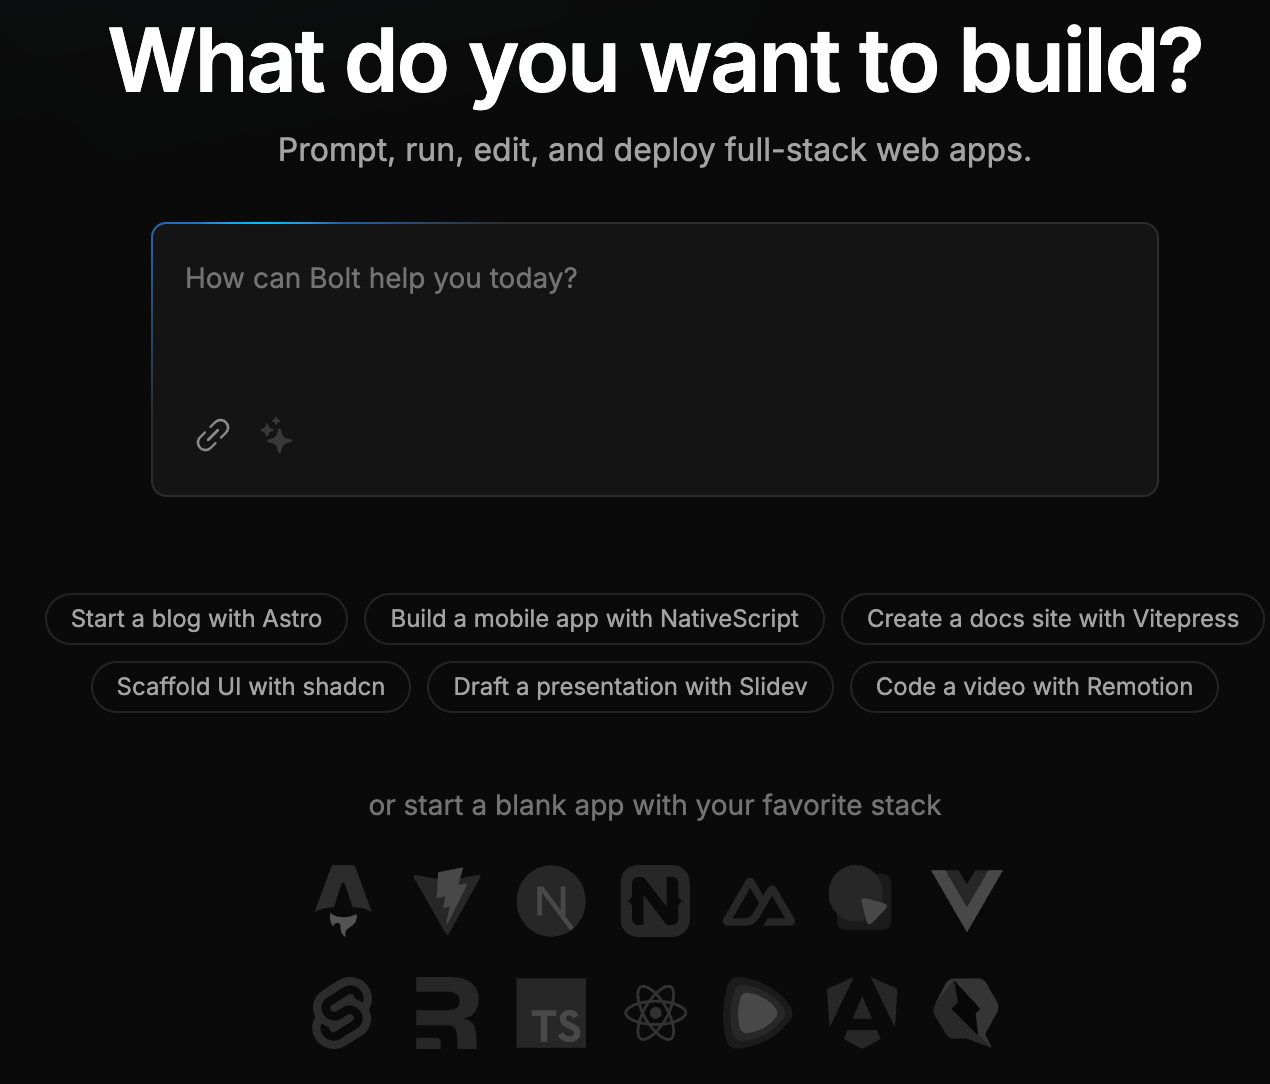 What do you want to build?
Prompt, run, edit, and deploy full-stack web apps.
How can Bolt help you today?
Start a blog with Astro
Build a mobile app with NativeScript
Create a docs site with Vitepress
Scaffold UI with shadcn
Draft a presentation with Slidev
Code a video with Remotion
or start a blank app with your favorite stack
N
N
R
TS